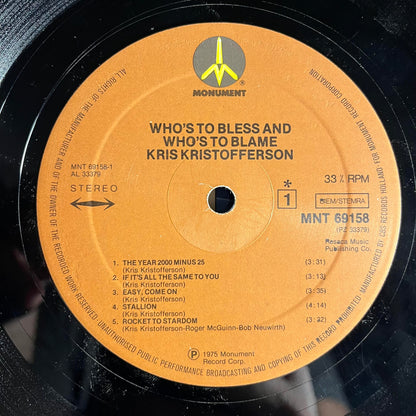 MONUMENT
WHO'S TO BLESS AND
WHO'S TO BLAME
KRIS KRISTOFFERSON
MNT 69158-1
AL 33379
STEREO
*
1
33⅓ RPM
BIEM/STEMRA
MNT 69158
(PZ 33379)
Resaca Music
Publishing Co.
1. THE YEAR 2000 MINUS 25 (3:31)
(Kris Kristofferson)
2. IF IT'S ALL THE SAME TO YOU (3:13)
(Kris Kristofferson)
3. EASY, COME ON (3:35)
(Kris Kristofferson)
4. STALLION (4:14)
(Kris Kristofferson)
5. ROCKET TO STARDOM (3:22)
(Kris Kristofferson-Roger McGuinn-Bob Neuwirth)
Ⓟ 1975 Monument
Record Corp.
ALL RIGHTS OF THE MANUFACTURER AND OF THE OWNER OF THE RECORDED WORK RESERVED. UNAUTHORISED PUBLIC PERFORMANCE BROADCASTING AND COPYING OF THIS RECORD PROHIBITED. MANUFACTURED BY CBS RECORDS/HOLLAND FOR MONUMENT RECORD CORPORATION